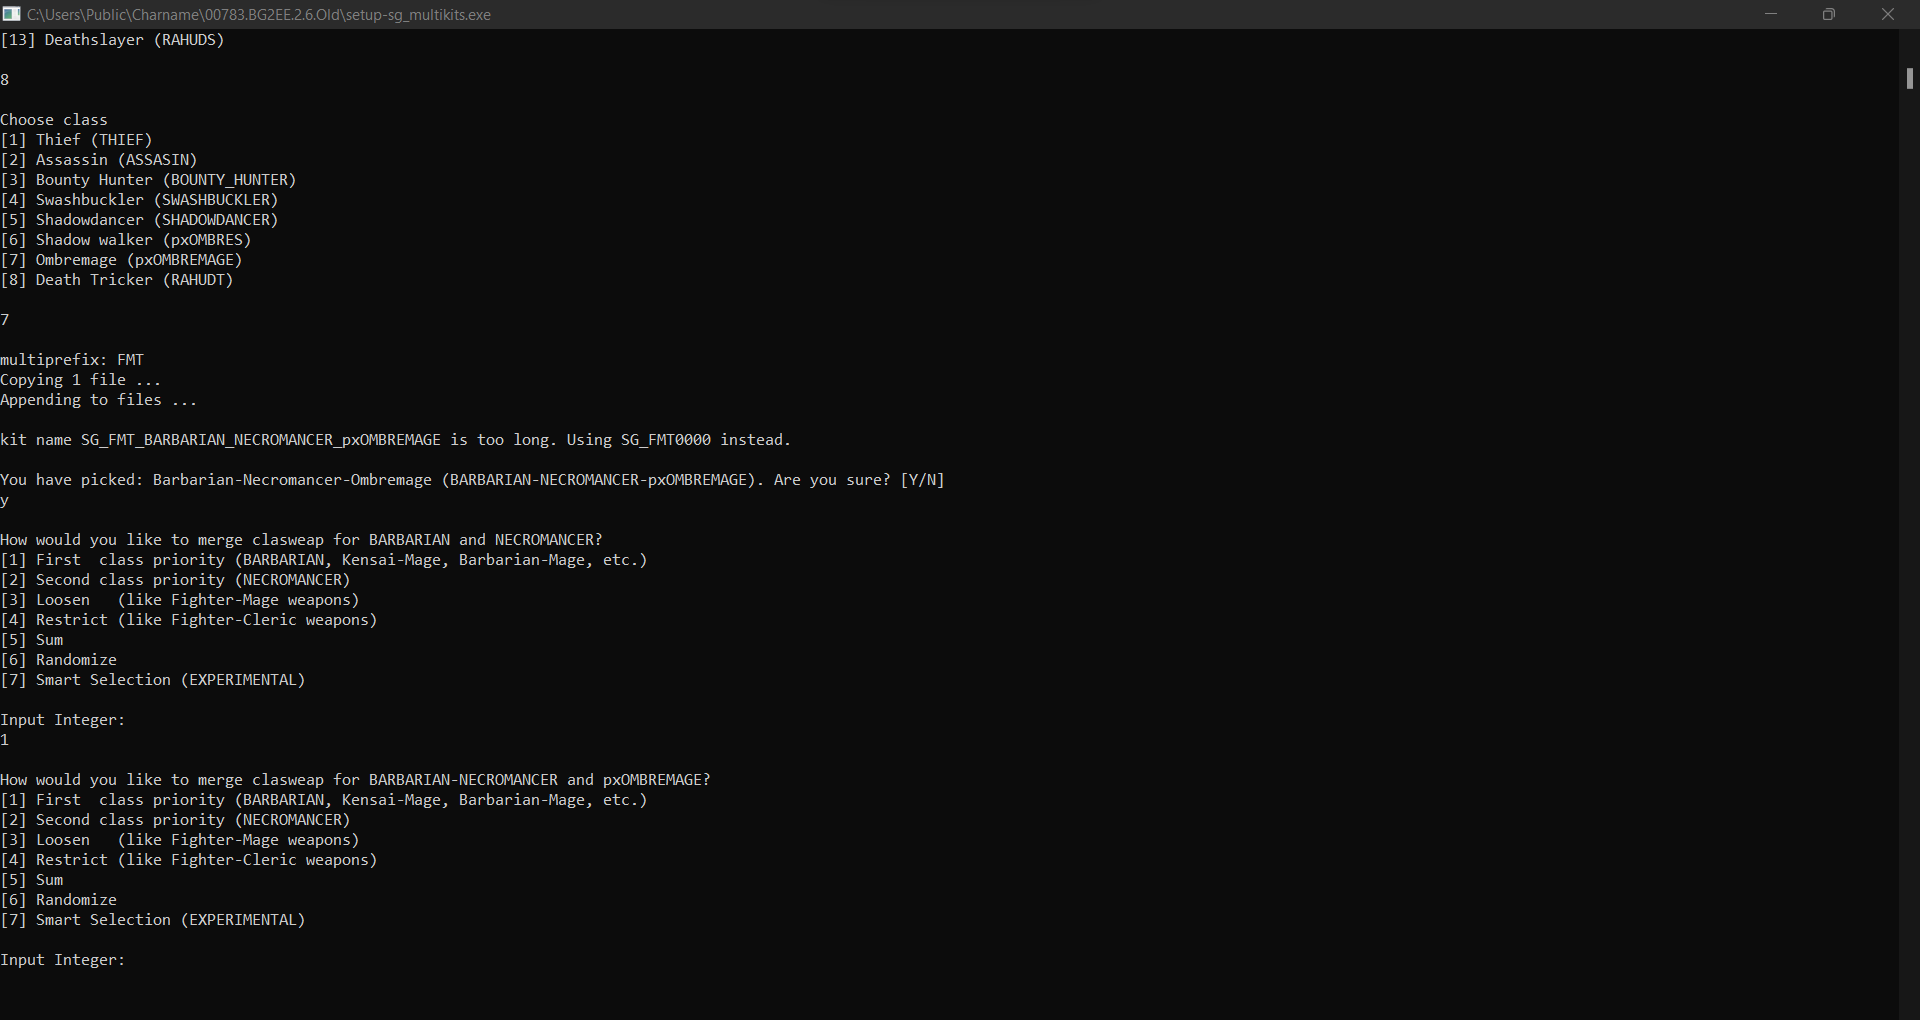 C:\Users\Public\Charname\00783.BG2EE.2.6.Old\setup-sg_multikits.exe
[13] Deathslayer (RAHUDS)
8
Choose class
[1] Thief (THIEF)
[2] Assassin (ASSASIN)
[3] Bounty Hunter (BOUNTY_HUNTER)
[4] Swashbuckler (SWASHBUCKLER)
[5] Shadowdancer (SHADOWDANCER)
[6] Shadow walker (pxOMBRES)
[7] Ombremage (pxOMBREMAGE)
[8] Death Tricker (RAHUDT)
7
multiprefix: FMT
Copying 1 file ...
Appending to files ...
kit name SG_FMT_BARBARIAN_NECROMANCER_pxOMBREMAGE is too long. Using SG_FMT0000 instead.
You have picked: Barbarian-Necromancer-Ombremage (BARBARIAN-NECROMANCER-pxOMBREMAGE). Are you sure? [Y/N]
y
How would you like to merge clasweap for BARBARIAN and NECROMANCER?
[1] First  class priority (BARBARIAN, Kensai-Mage, Barbarian-Mage, etc.)
[2] Second class priority (NECROMANCER)
[3] Loosen   (like Fighter-Mage weapons)
[4] Restrict (like Fighter-Cleric weapons)
[5] Sum
[6] Randomize
[7] Smart Selection (EXPERIMENTAL)
Input Integer:
1
How would you like to merge clasweap for BARBARIAN-NECROMANCER and pxOMBREMAGE?
[1] First  class priority (BARBARIAN, Kensai-Mage, Barbarian-Mage, etc.)
[2] Second class priority (NECROMANCER)
[3] Loosen   (like Fighter-Mage weapons)
[4] Restrict (like Fighter-Cleric weapons)
[5] Sum
[6] Randomize
[7] Smart Selection (EXPERIMENTAL)
Input Integer: